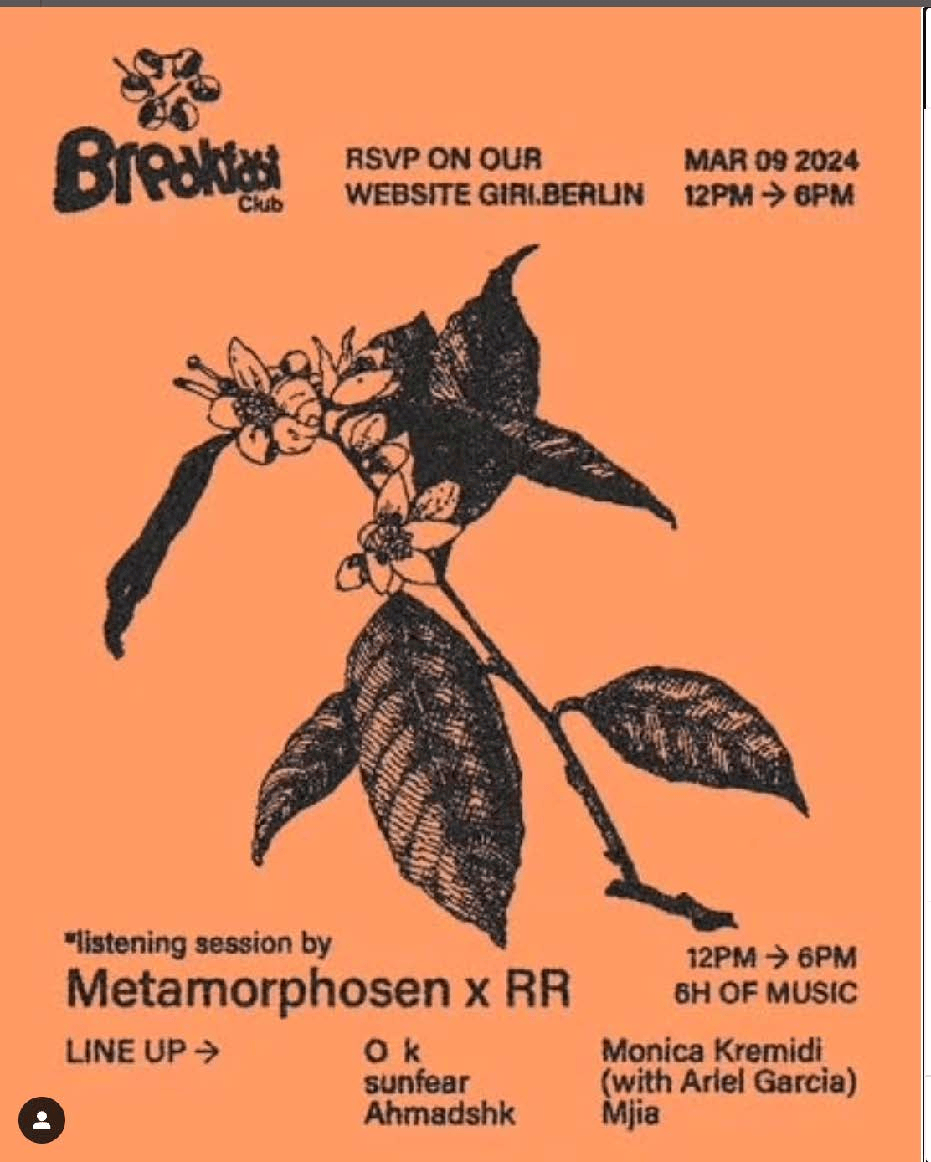 Breakfast
Club
RSVP ON OUR
WEBSITE GIRI.BERLIN
MAR 09 2024
12PM → 6PM
*listening session by
Metamorphosen x RR
12PM → 6PM
6H OF MUSIC
LINE UP →
O k
sunfear
Ahmadshk
Monica Kremidi
(with Ariel Garcia)
Mjia